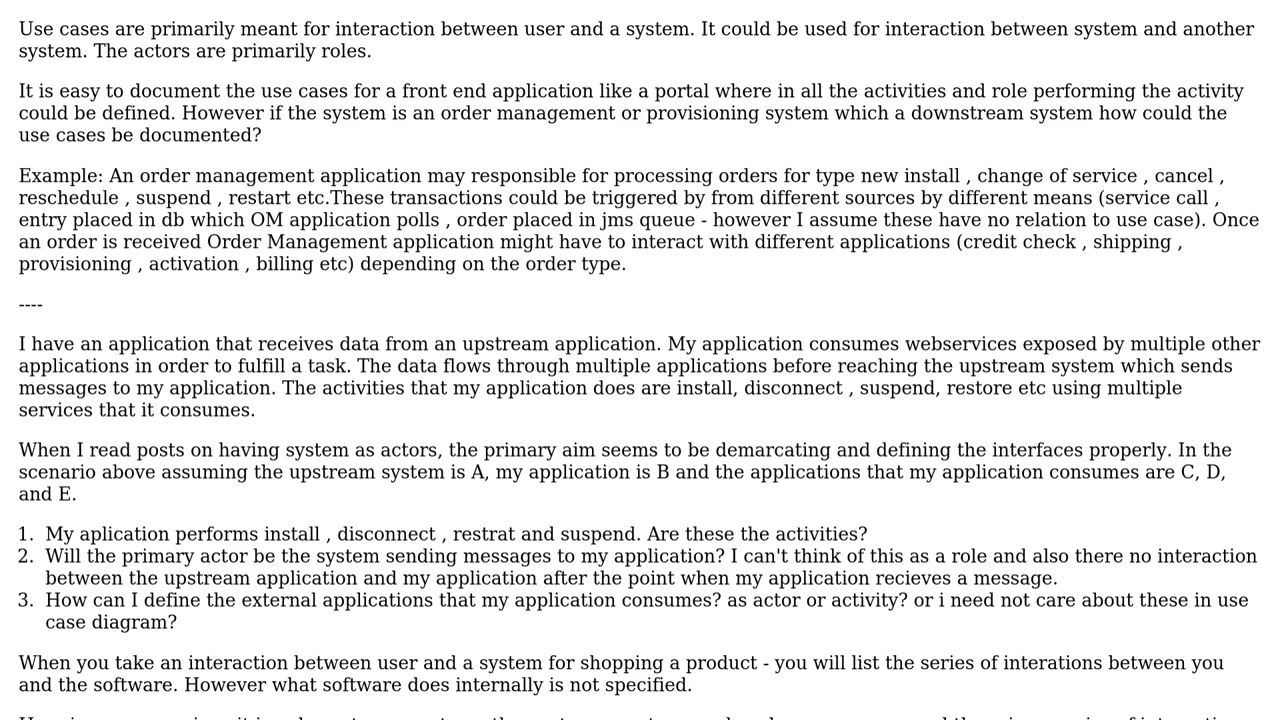 Use cases are primarily meant for interaction between user and a system. It could be used for interaction between system and another
system. The actors are primarily roles.
It is easy to document the use cases for a front end application like a portal where in all the activities and role performing the activity
could be defined. However if the system is an order management or provisioning system which a downstream system how could the
use cases be documented?
Example: An order management application may responsible for processing orders for type new install , change of service , cancel ,
reschedule , suspend , restart etc.These transactions could be triggered by from different sources by different means (service call ,
entry placed in db which OM application polls , order placed in jms queue - however I assume these have no relation to use case). Once
an order is received Order Management application might have to interact with different applications (credit check , shipping ,
provisioning , activation , billing etc) depending on the order type.
----
I have an application that receives data from an upstream application. My application consumes webservices exposed by multiple other
applications in order to fulfill a task. The data flows through multiple applications before reaching the upstream system which sends
messages to my application. The activities that my application does are install, disconnect , suspend, restore etc using multiple
services that it consumes.
When I read posts on having system as actors, the primary aim seems to be demarcating and defining the interfaces properly. In the
scenario above assuming the upstream system is A, my application is B and the applications that my application consumes are C, D,
and E.
1. My aplication performs install , disconnect , restrat and suspend. Are these the activities?
2. Will the primary actor be the system sending messages to my application? I can't think of this as a role and also there no interaction
between the upstream application and my application after the point when my application recieves a message.
3. How can I define the external applications that my application consumes? as actor or activity? or i need not care about these in use
case diagram?
When you take an interaction between user and a system for shopping a product - you will list the series of interations between you
and the software. However what software does internally is not specified.